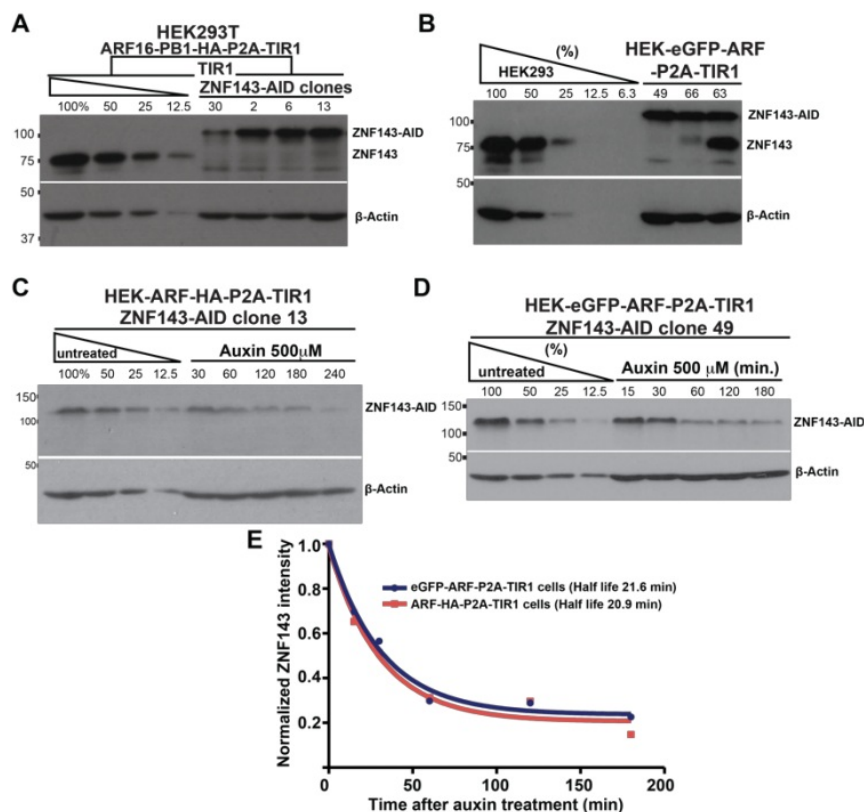 A
HEK293T
ARF16-PB1-HA-P2A-TIR1
TIR1
ZNF143-AID clones
100% 50 25 12.5 30 2 6 13
100
75
50
37
ZNF143-AID
ZNF143
β-Actin
B
(%)
HEK293
HEK-eGFP-ARF
-P2A-TIR1
100 50 25 12.5 6.3 49 66 63
100
75
50
ZNF143-AID
ZNF143
β-Actin
C
HEK-ARF-HA-P2A-TIR1
ZNF143-AID clone 13
untreated
Auxin 500μM
100% 50 25 12.5 30 60 120 180 240
150
100
50
ZNF143-AID
β-Actin
D
HEK-eGFP-ARF-P2A-TIR1
ZNF143-AID clone 49
(%)
untreated
Auxin 500 μM (min.)
100 50 25 12.5 15 30 60 120 180
150
100
50
ZNF143-AID
β-Actin
E
Normalized ZNF143 intensity
1.0
0.8
0.6
0.4
0.2
eGFP-ARF-P2A-TIR1 cells (Half life 21.6 min)
ARF-HA-P2A-TIR1 cells (Half life 20.9 min)
0 50 100 150 200
Time after auxin treatment (min)